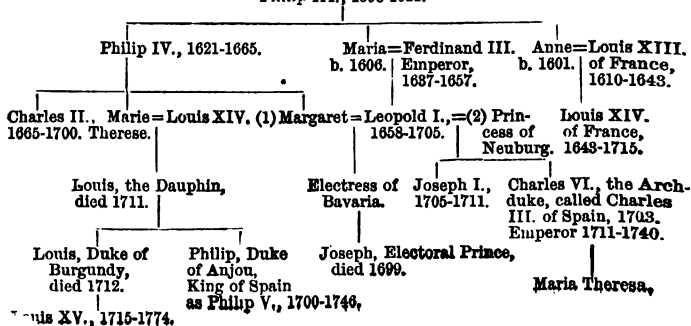 Philip IV., 1621-1665.
Maria=Ferdinand III.
b. 1606. Emperor,
1637-1657.
Anne=Louis XIII.
b. 1601. of France,
1610-1643.
Charles II., Marie=Louis XIV. (1) Margaret=Leopold I.,=(2) Prin-
1665-1700. Therese.
1658-1705.
cess of
Neuburg.
Louis XIV.
of France,
1643-1715.
Louis, the Dauphin,
died 1711.
Electress of
Bavaria.
Joseph I.,
1705-1711.
Charles VI., the Arch-
duke, called Charles
III. of Spain, 1703.
Emperor 1711-1740.
Louis, Duke of
Burgundy,
died 1712.
Philip, Duke
of Anjou,
King of Spain
as Philip V., 1700-1746,
Joseph, Electoral Prince,
died 1699.
Maria Theresa,
XV., 1715-1774.